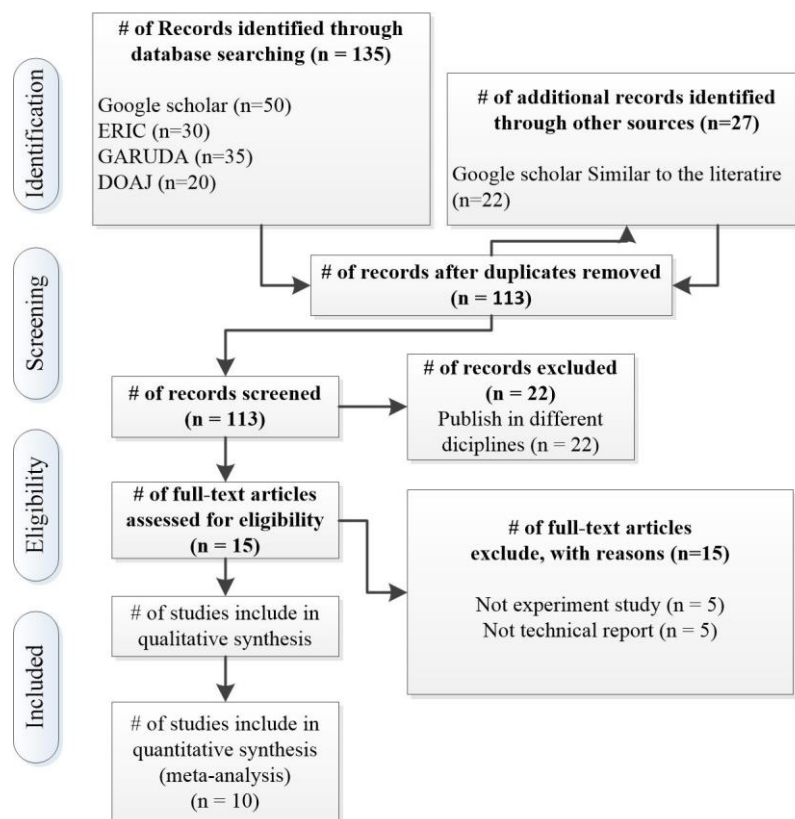 Identification
# of Records identified through
database searching (n = 135)
Google scholar (n=50)
ERIC (n=30)
GARUDA (n=35)
DOAJ (n=20)
# of additional records identified
through other sources (n=27)
Google scholar Similar to the literatire
(n=22)
Screening
# of records after duplicates removed
(n = 113)
# of records screened
(n = 113)
# of records excluded
(n = 22)
Publish in different
diciplines (n = 22)
Eligibility
# of full-text articles
assessed for eligibility
(n = 15)
# of full-text articles
exclude, with reasons (n=15)
Not experiment study (n = 5)
Not technical report (n = 5)
Included
# of studies include in
qualitative synthesis
# of studies include in
quantitative synthesis
(meta-analysis)
(n = 10)